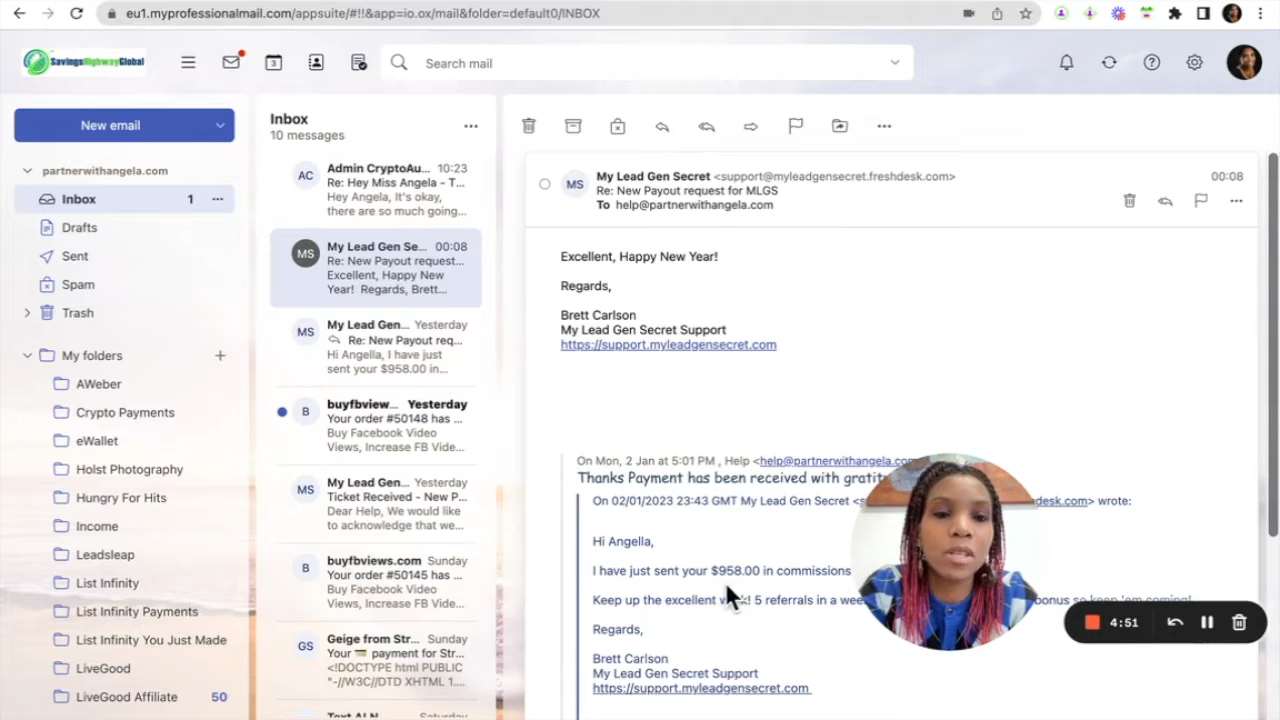 eu1.myprofessionalmail.com/appsuite/#!!&app=io.ox/mail&folder=default0/INBOX
SavingsHighwayGlobal
3
Search mail
New email
partnerwithangela.com
Inbox 1
Drafts
Sent
Spam
Trash
My folders
AWeber
Crypto Payments
eWallet
Holst Photography
Hungry For Hits
Income
Leadsleap
List Infinity
List Infinity Payments
List Infinity You Just Made
LiveGood
LiveGood Affiliate 50
Inbox
10 messages
AC
Admin CryptoAu... 10:23
Re: Hey Miss Angela - T...
Hey Angela, It's okay,
there are so much going...
MS
My Lead Gen Se... 00:08
Re: New Payout request...
Excellent, Happy New
Year! Regards, Brett...
MS
My Lead Gen... Yesterday
Re: New Payout req...
Hi Angella, I have just
sent your $958.00 in...
B
buyfbview... Yesterday
Your order #50148 has ...
Buy Facebook Video
Views, Increase FB Vide...
MS
My Lead Gen... Yesterday
Ticket Received - New P...
Dear Help, We would like
to acknowledge that we...
B
buyfbviews.com Sunday
Your order #50145 has ...
Buy Facebook Video
Views, Increase FB Vide...
GS
Geige from Str... Sunday
Your payment for Str...
<!DOCTYPE html PUBLIC
"-//W3C//DTD XHTML 1....
Saturday
MS
My Lead Gen Secret <support@myleadgensecret.freshdesk.com> 00:08
Re: New Payout request for MLGS
To help@partnerwithangela.com
Excellent, Happy New Year!
Regards,
Brett Carlson
My Lead Gen Secret Support
https://support.myleadgensecret.com
On Mon, 2 Jan at 5:01 PM , Help <help@partnerwithangela.com
Thanks Payment has been received with
On 02/01/2023 23:43 GMT My Lead Gen Secret <s desk.com> wrote:
Hi Angella,
I have just sent your $958.00 in commissions
Keep up the excellent 5 referrals in a wee bonus so keep 'em coming!
Regards,
Brett Carlson
My Lead Gen Secret Support
https://support.myleadgensecret.com
4:51